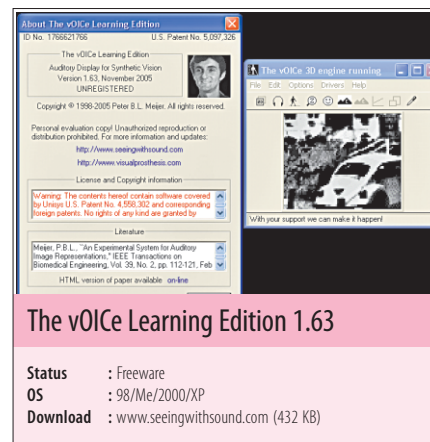 About The vOICe Learning Edition
ID No. 1766621766 U.S. Patent No. 5,097,326
The vOICe Learning Edition
Auditory Display for Synthetic Vision
Version 1.63, November 2005
UNREGISTERED
Copyright © 1998-2005 Peter B.L. Meijer. All rights reserved.
Personal evaluation copy! Unauthorized reproduction or
distribution prohibited. For more information and updates:
http://www.seeingwithsound.com
http://www.visualprosthesis.com
License and Copyright information
Warning: The contents hereof contain software covered
by Unisys U.S. Patent No. 4,558,302 and corresponding
foreign patents. No rights of any kind are granted by
Literature
Meijer, P.B.L., "An Experimental System for Auditory
Image Representations," IEEE Transactions on
Biomedical Engineering, Vol. 39, No. 2, pp. 112-121, Feb
HTML version of paper available on-line
The vOICe 3D engine running
File Edit Options Drivers Help
With your support we can make it happen!
The vOICe Learning Edition 1.63
Status : Freeware
OS : 98/Me/2000/XP
Download : www.seeingwithsound.com (432 KB)